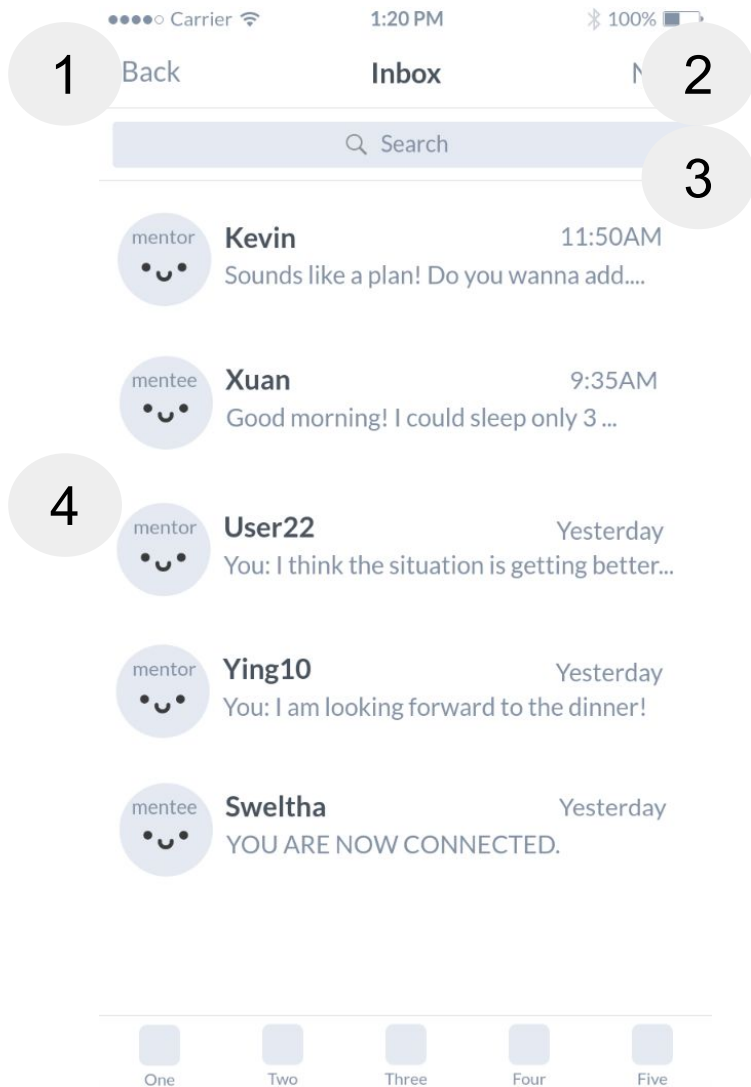 Carrier 1:20 PM 100%
1 Back Inbox 2
Search
3
mentor Kevin 11:50AM
Sounds like a plan! Do you wanna add....
mentee Xuan 9:35AM
Good morning! I could sleep only 3 ...
4
mentor User22 Yesterday
You: I think the situation is getting better...
mentor Ying10 Yesterday
You: I am looking forward to the dinner!
mentee Sweltha Yesterday
YOU ARE NOW CONNECTED.
One Two Three Four Five